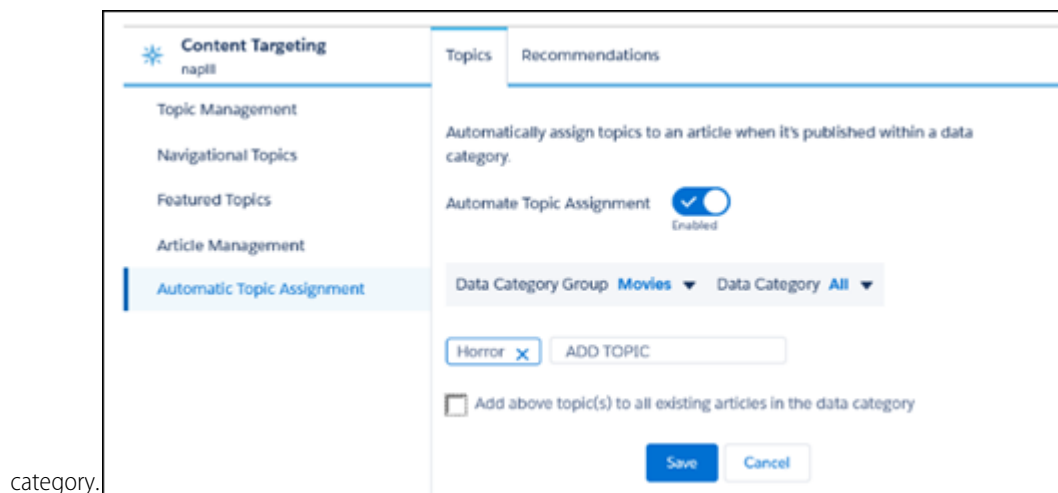 Content Targeting
napIII
Topics
Recommendations
Topic Management
Navigational Topics
Featured Topics
Article Management
Automatic Topic Assignment
Automatically assign topics to an article when it's published within a data
category.
Automate Topic Assignment
Enabled
Data Category Group Movies Data Category All
Horror
ADD TOPIC
Add above topic(s) to all existing articles in the data category
Save
Cancel
category.